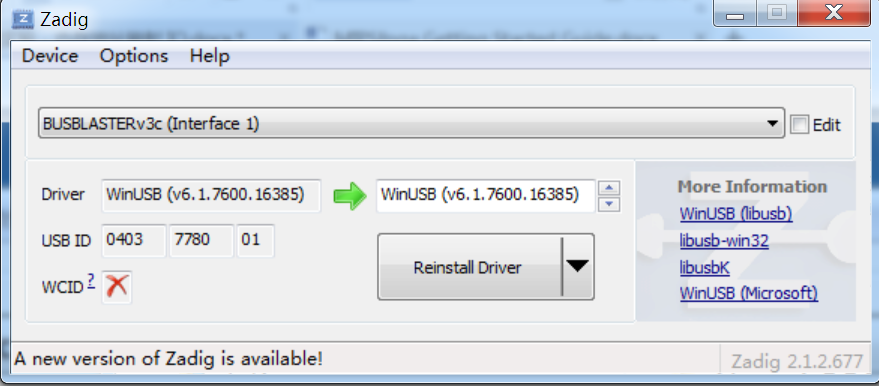 Zadig
Device Options Help
BUSBLASTERv3c (Interface 1)
Edit
Driver WinUSB (v6.1.7600.16385) WinUSB (v6.1.7600.16385)
USB ID 0403 7780 01
WCID ?
Reinstall Driver
More Information
WinUSB (libusb)
libusb-win32
libusbK
WinUSB (Microsoft)
A new version of Zadig is available!
Zadig 2.1.2.677